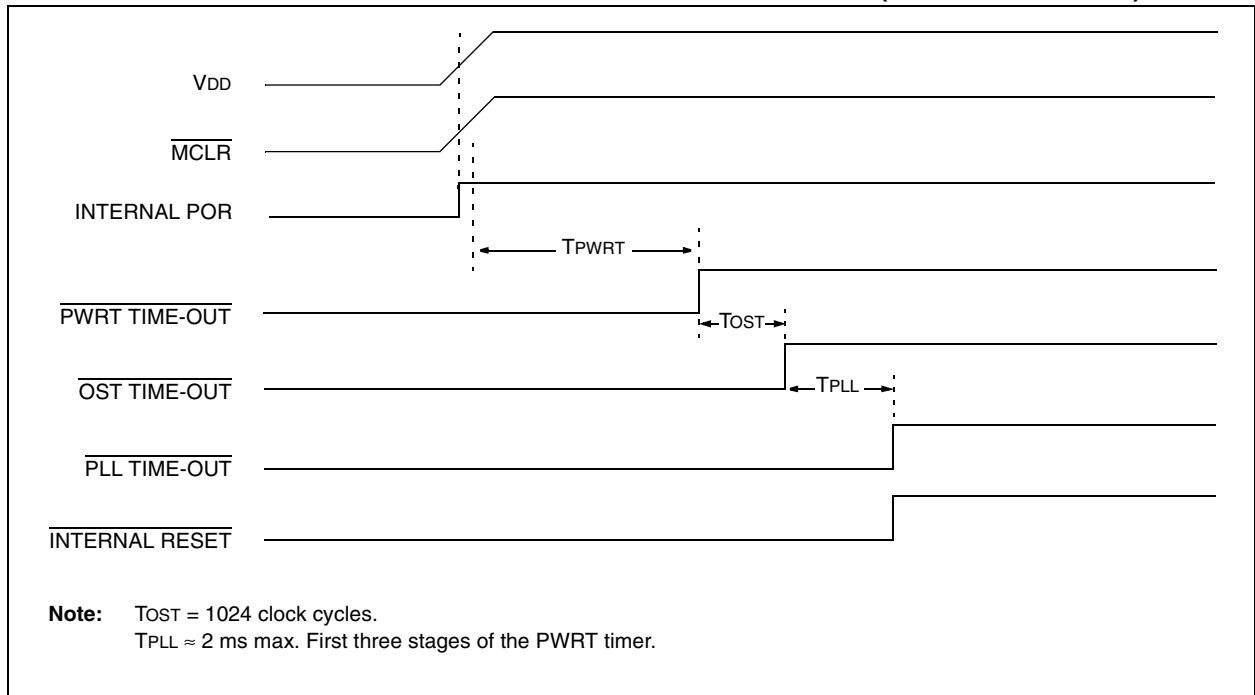 VDD
MCLR
INTERNAL POR
TPWRT
PWRT TIME-OUT
TOST
OST TIME-OUT
TPLL
PLL TIME-OUT
INTERNAL RESET
Note: TOST = 1024 clock cycles.
TPLL ≈ 2 ms max. First three stages of the PWRT timer.